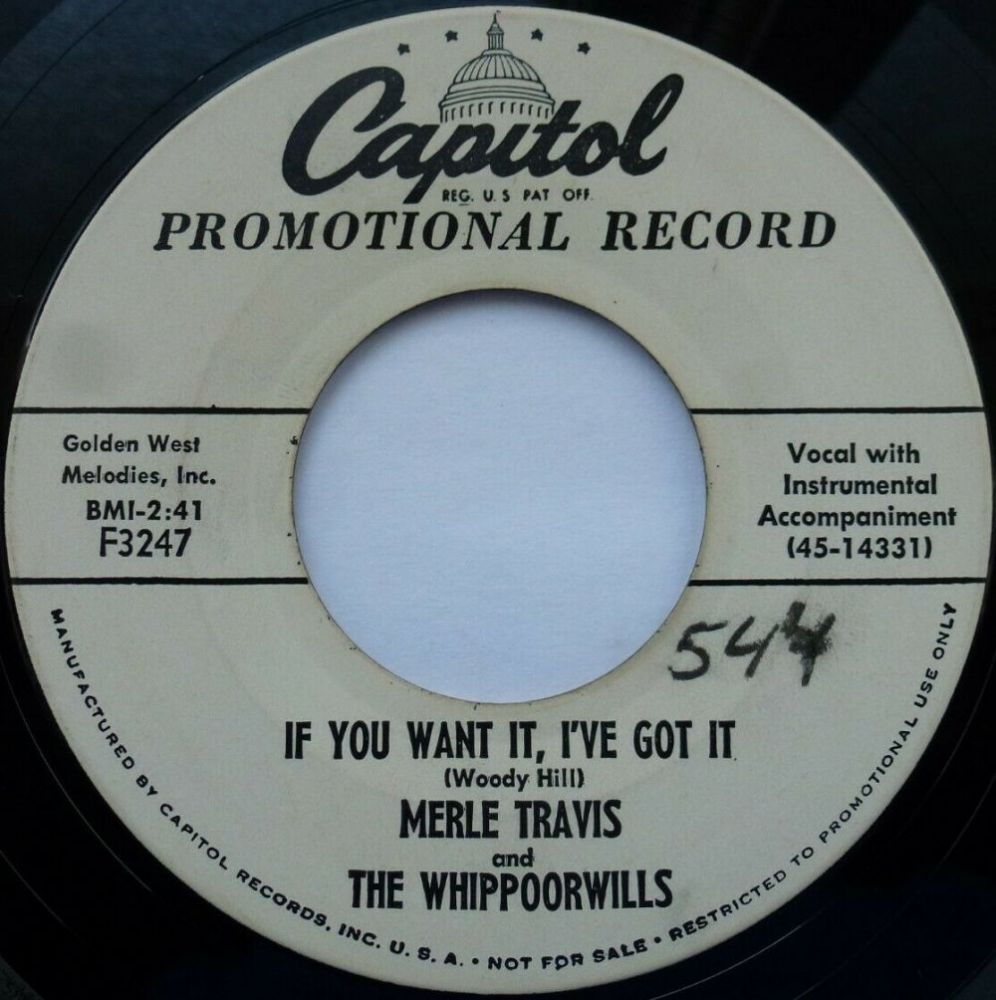 Capitol
REG. U.S. PAT. OFF.
PROMOTIONAL RECORD
Golden West
Melodies, Inc.
BMI-2:41
F3247
Vocal with
Instrumental
Accompaniment
(45-14331)
544
IF YOU WANT IT, I'VE GOT IT
(Woody Hill)
MERLE TRAVIS
and
THE WHIPPOORWILLS
MANUFACTURED BY CAPITOL RECORDS, INC. U. S. A. • NOT FOR SALE • RESTRICTED TO PROMOTIONAL USE ONLY